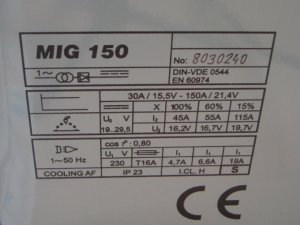 MIG 150
No: 8030240
1~
DIN-VDE 0544
EN 60974
30A / 15,5V - 150A / 21,4V
X 100% 60% 15%
U₀ V I₂ 45A 55A 115A
19..29,5 U₂ 16,2V 16,7V 19,7V
cos f : 0,80
U₁ V I₁ I₁ I₁
1~50 Hz 230 T16A 4,7A 6,6A 19A
COOLING AF IP 23 I.CL. H S
CE